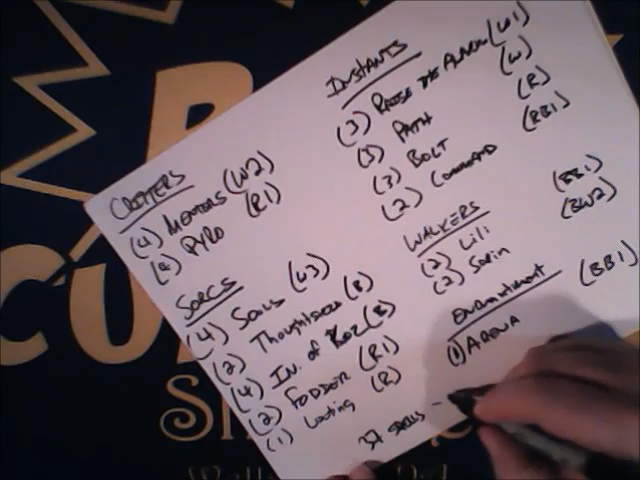 CRITTERS
(4) MENTORS (W2)
(4) PYRO (R1)
SORCS
(4) SOULS (W3)
(2) Thoughtseize (B)
(4) IN. of KOZ (B)
(2) FODDER (R1)
(1) Looting (R)
INSTANTS
(3) RAISE THE ALARM (W1)
(3) PATH (W)
(3) BOLT (R)
(2) COMMAND (RB1)
WALKERS
(2) Lili (BB1)
(2) Sorin (BW2)
Enchantment
(1) ARENA (BB1)
37 SPELLS -